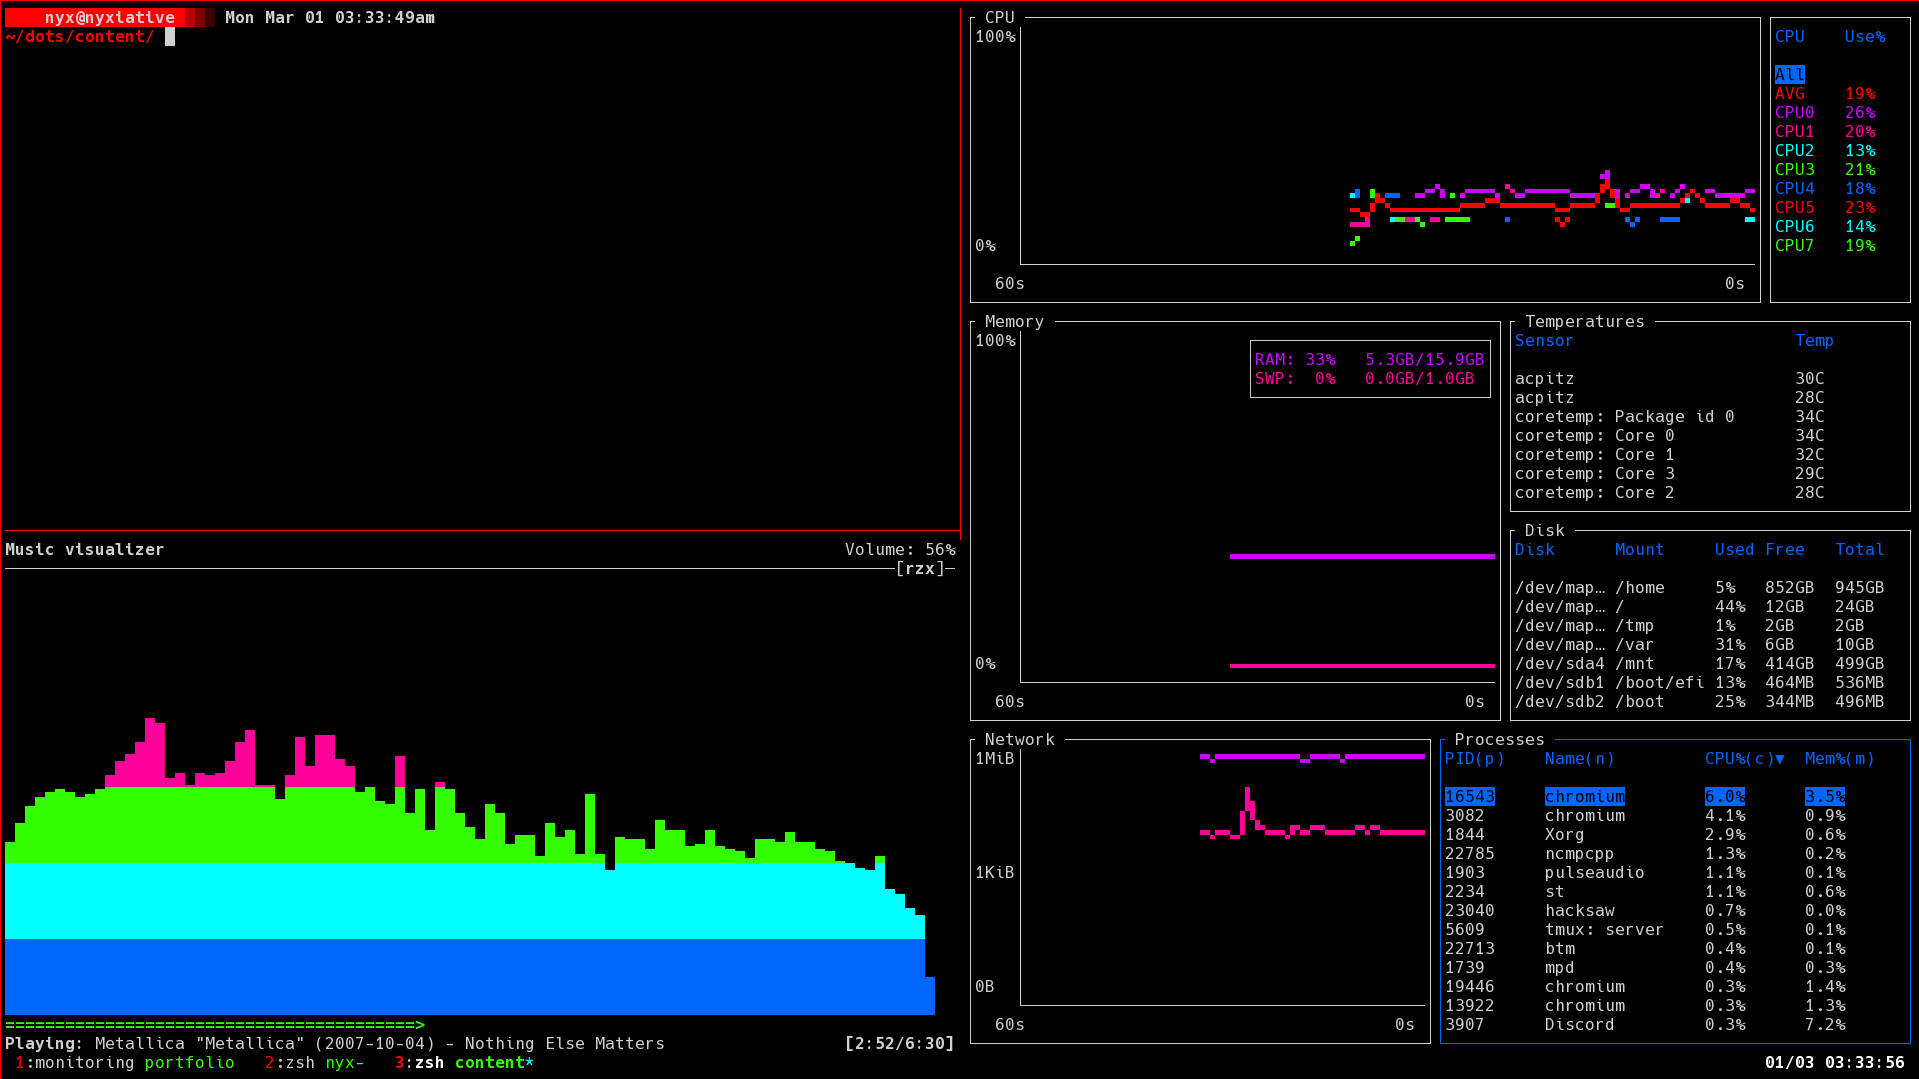 nyx@nyxiative Mon Mar 01 03:33:49am
~/dots/content/
Music visualizer Volume: 56%
[rzx]
=========================================>
Playing: Metallica "Metallica" (2007-10-04) - Nothing Else Matters [2:52/6:30]
1:monitoring portfolio 2:zsh nyx- 3:zsh content*
CPU
100%
0%
60s 0s
CPU Use%
All
AVG 19%
CPU0 26%
CPU1 20%
CPU2 13%
CPU3 21%
CPU4 18%
CPU5 23%
CPU6 14%
CPU7 19%
Memory
100%
RAM: 33% 5.3GB/15.9GB
SWP: 0% 0.0GB/1.0GB
0%
60s 0s
Temperatures
Sensor Temp
acpitz 30C
acpitz 28C
coretemp: Package id 0 34C
coretemp: Core 0 34C
coretemp: Core 1 32C
coretemp: Core 3 29C
coretemp: Core 2 28C
Disk
Disk Mount Used Free Total
/dev/map… /home 5% 852GB 945GB
/dev/map… / 44% 12GB 24GB
/dev/map… /tmp 1% 2GB 2GB
/dev/map… /var 31% 6GB 10GB
/dev/sda4 /mnt 17% 414GB 499GB
/dev/sdb1 /boot/efi 13% 464MB 536MB
/dev/sdb2 /boot 25% 344MB 496MB
Network
1MiB
1KiB
0B
60s 0s
Processes
PID(p) Name(n) CPU%(c)▼ Mem%(m)
16543 chromium 6.0% 3.5%
3082 chromium 4.1% 0.9%
1844 Xorg 2.9% 0.6%
22785 ncmpcpp 1.3% 0.2%
1903 pulseaudio 1.1% 0.1%
2234 st 1.1% 0.6%
23040 hacksaw 0.7% 0.0%
5609 tmux: server 0.5% 0.1%
22713 btm 0.4% 0.1%
1739 mpd 0.4% 0.3%
19446 chromium 0.3% 1.4%
13922 chromium 0.3% 1.3%
3907 Discord 0.3% 7.2%
01/03 03:33:56